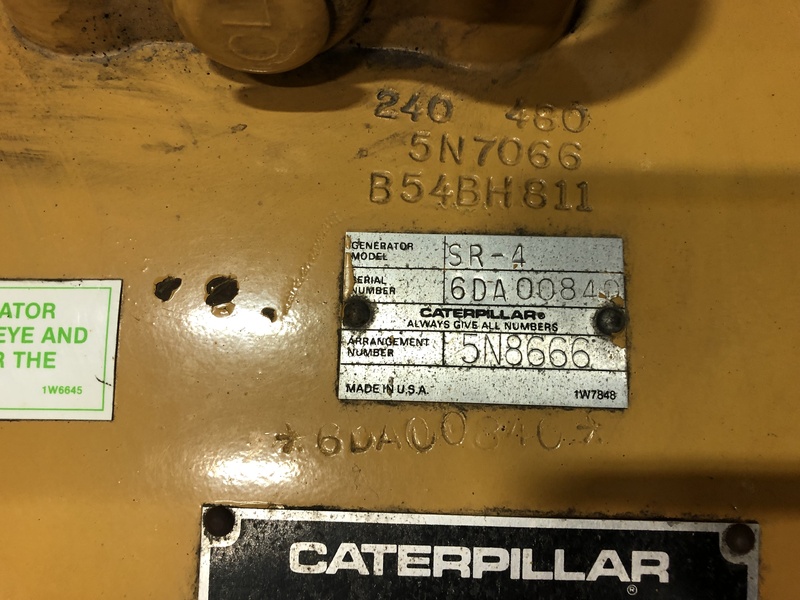 CL
240 480
5N7066
B54BH811
GENERATOR MODEL SR-4
SERIAL NUMBER 6DA00840
CATERPILLAR®
ALWAYS GIVE ALL NUMBERS
ARRANGEMENT NUMBER 5N8666
MADE IN U.S.A. 1W7848
*6DA00840*
ATOR
EYE AND
R THE
1W6645
CATERPILLAR
®